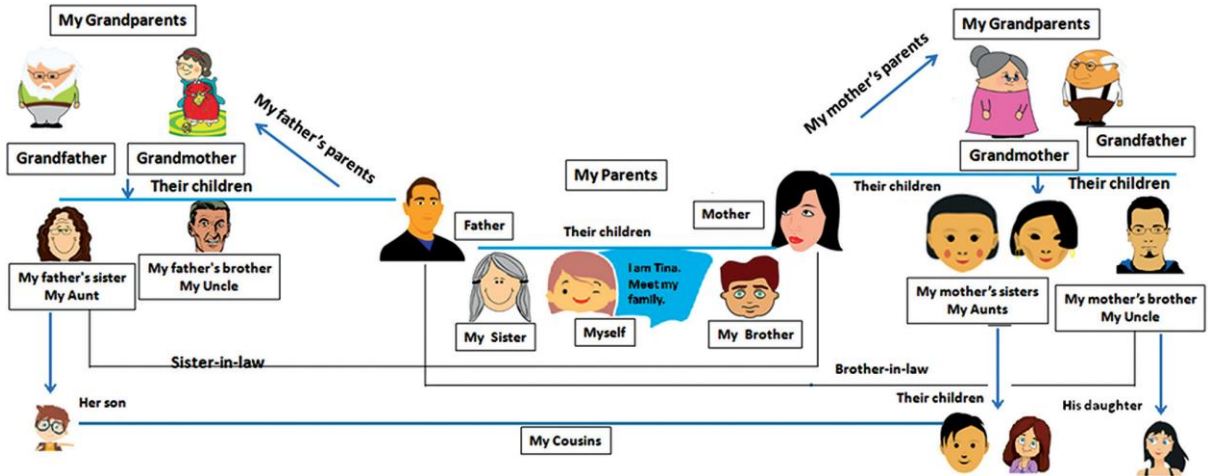 My Grandparents
Grandfather
Grandmother
My father's parents
Their children
My father's sister
My Aunt
My father's brother
My Uncle
My Parents
Father
Mother
Their children
I am Tina.
Meet my
family.
My Sister
Myself
My Brother
My mother's parents
My Grandparents
Grandmother
Grandfather
Their children
Their children
My mother's sisters
My Aunts
My mother's brother
My Uncle
Sister-in-law
Brother-in-law
Her son
Their children
His daughter
My Cousins